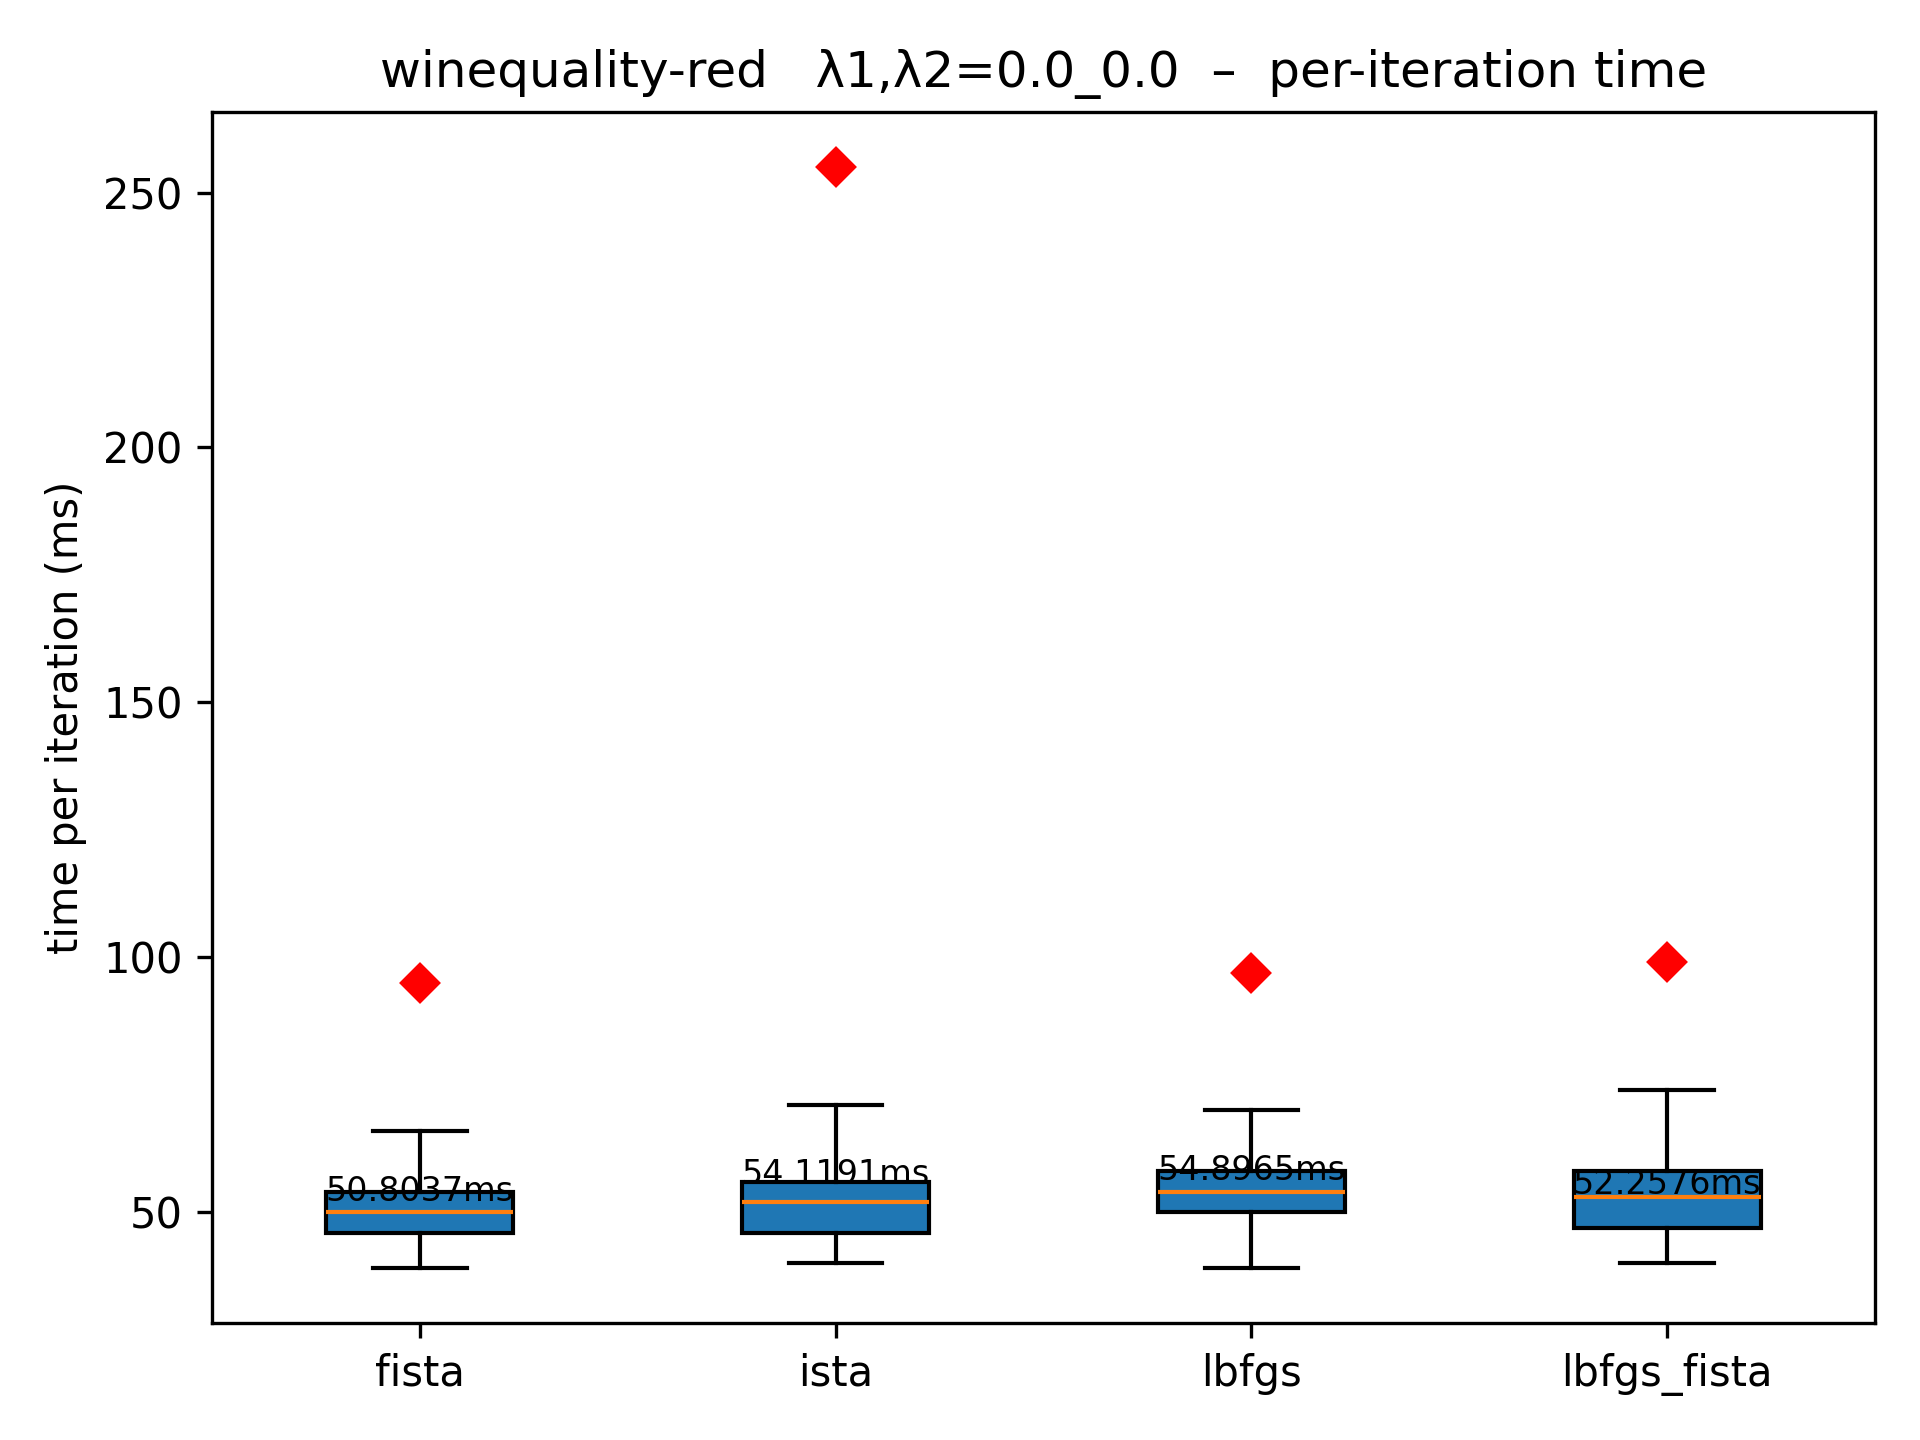 winequality-red   λ1,λ2=0.0_0.0  –  per-iteration time
time per iteration (ms)
250
200
150
100
50
50.8037ms
54.1191ms
54.8965ms
52.2576ms
fista
ista
lbfgs
lbfgs_fista